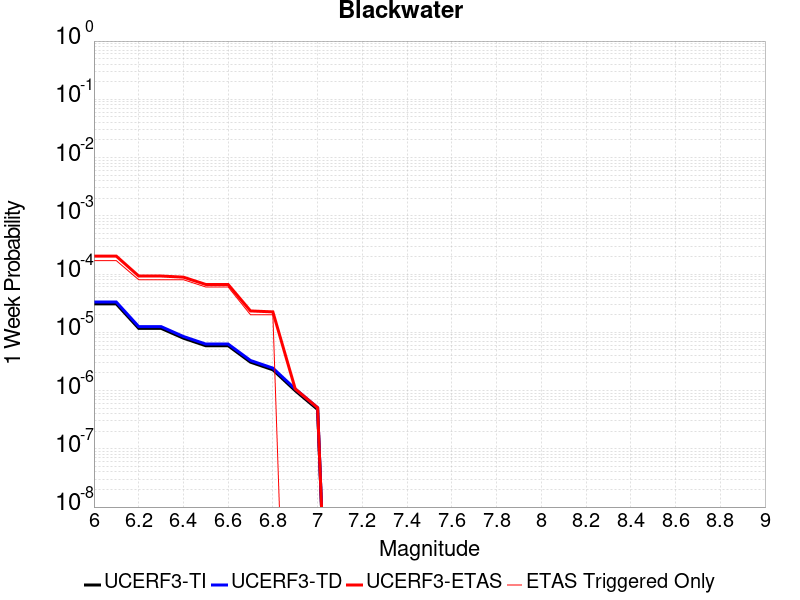 Blackwater
10^0
10^-1
10^-2
10^-3
10^-4
10^-5
10^-6
10^-7
10^-8
1 Week Probability
6 6.2 6.4 6.6 6.8 7 7.2 7.4 7.6 7.8 8 8.2 8.4 8.6 8.8 9
Magnitude
UCERF3-TI UCERF3-TD UCERF3-ETAS ETAS Triggered Only